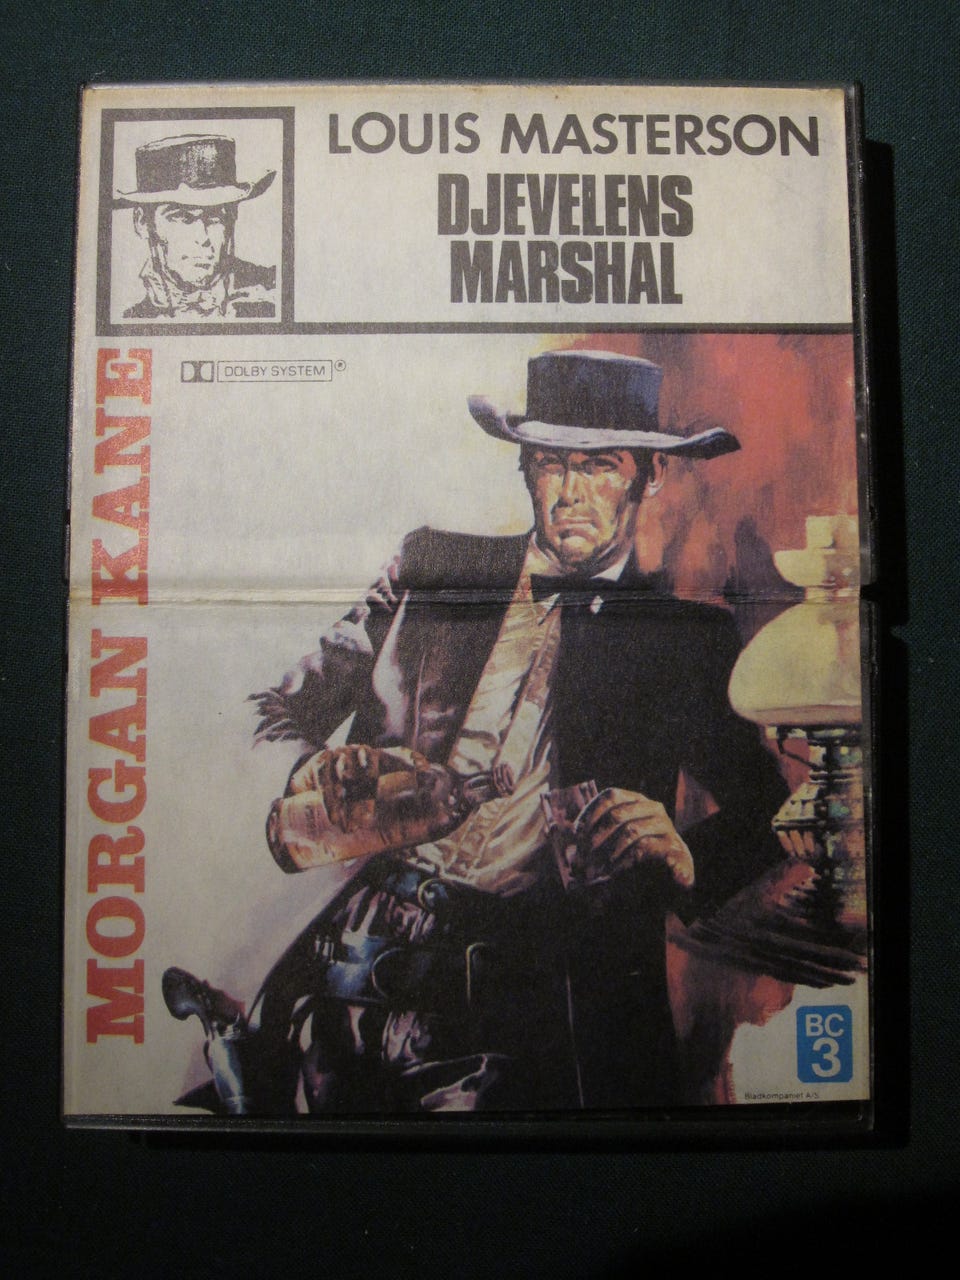 LOUIS MASTERSON
DJEVELENS
MARSHAL
MORGAN KANE
DOLBY SYSTEM ®
BC
3
Bladkompaniet A/S